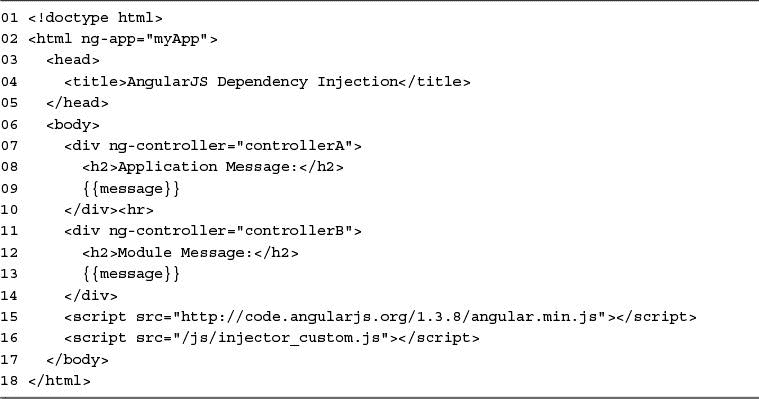 01 <!doctype html>
02 <html ng-app="myApp">
03   <head>
04     <title>AngularJS Dependency Injection</title>
05   </head>
06   <body>
07     <div ng-controller="controllerA">
08       <h2>Application Message:</h2>
09       {{message}}
10     </div><hr>
11     <div ng-controller="controllerB">
12       <h2>Module Message:</h2>
13       {{message}}
14     </div>
15     <script src="http://code.angularjs.org/1.3.8/angular.min.js"></script>
16     <script src="/js/injector_custom.js"></script>
17   </body>
18 </html>